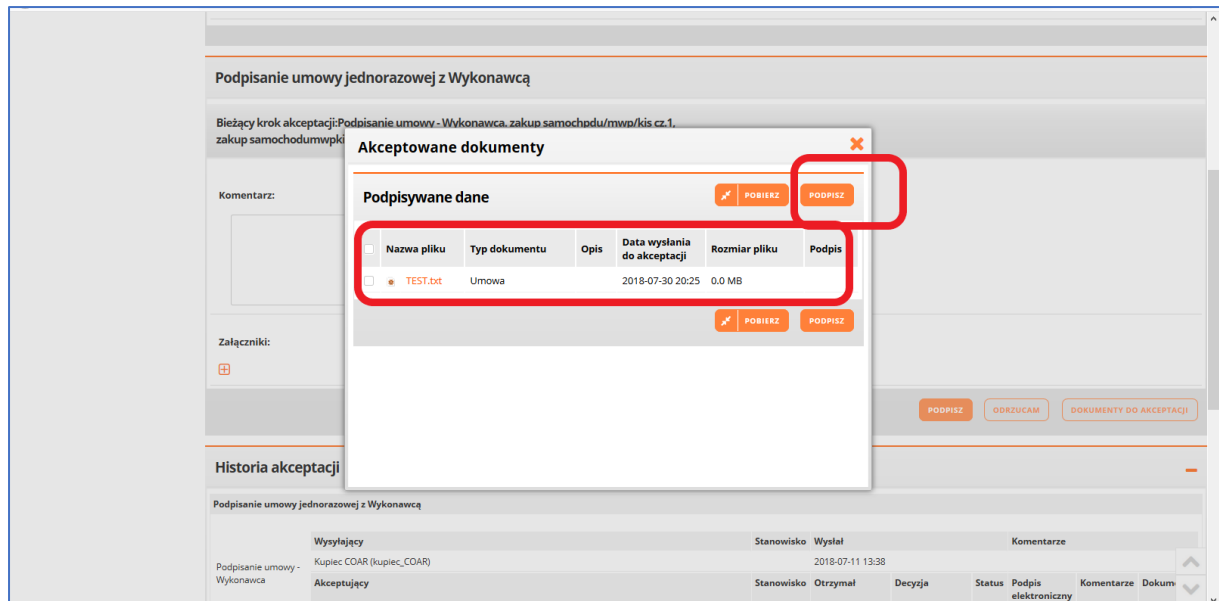 Podpisanie umowy jednorazowej z Wykonawcą
Bieżący krok akceptacji:Podpisanie umowy - Wykonawca. zakup samochpdu/mwp/kis cz.1,
zakup samochodumwpki
Akceptowane dokumenty
Komentarz:
Podpisywane dane
POBIERZ
PODPISZ
Nazwa pliku Typ dokumentu Opis Data wysłania do akceptacji Rozmiar pliku Podpis
TEST.txt Umowa 2018-07-30 20:25 0.0 MB
POBIERZ
PODPISZ
Załączniki:
PODPISZ
ODRZUCAM
DOKUMENTY DO AKCEPTACJI
Historia akceptacji
Podpisanie umowy jednorazowej z Wykonawcą
Wysyłający Stanowisko Wysłał Komentarze
Podpisanie umowy - Wykonawca
Kupiec COAR (kupiec_COAR) 2018-07-11 13:38
Akceptujący Stanowisko Otrzymał Decyzja Status Podpis elektroniczny Komentarze Dokum